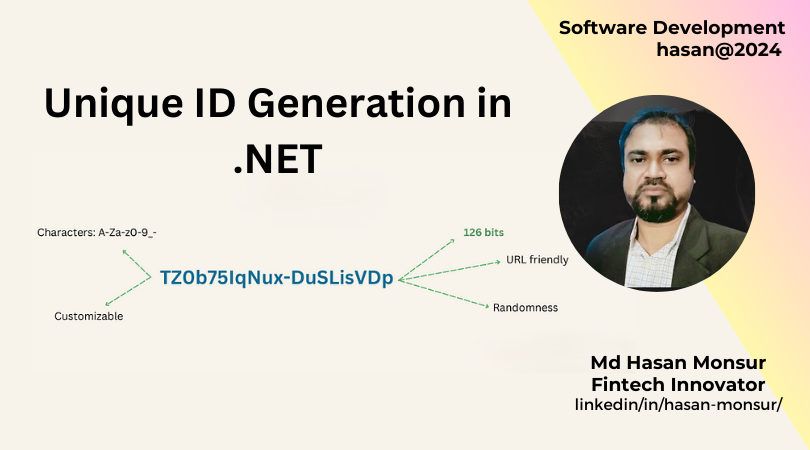 Software Development
hasan@2024
Unique ID Generation in
.NET
Characters: A-Za-z0-9_-
126 bits
URL friendly
TZ0b75IqNux-DuSLisVDp
Customizable
Randomness
Md Hasan Monsur
Fintech Innovator
linkedin/in/hasan-monsur/